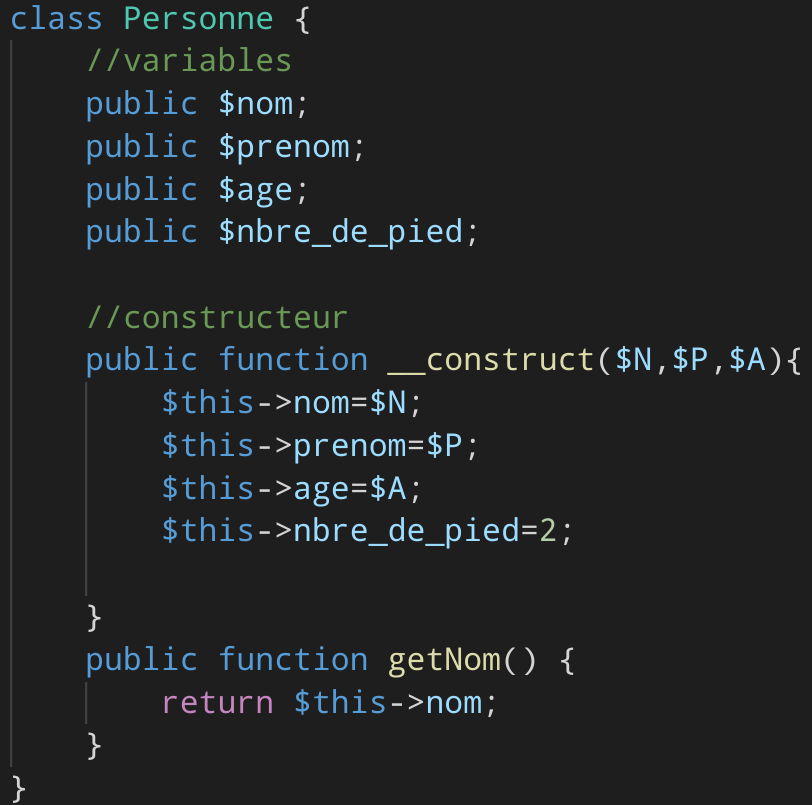 class Personne {
    //variables
    public $nom;
    public $prenom;
    public $age;
    public $nbre_de_pied;
    //constructeur
    public function __construct($N,$P,$A){
        $this->nom=$N;
        $this->prenom=$P;
        $this->age=$A;
        $this->nbre_de_pied=2;
    }
    public function getNom() {
        return $this->nom;
    }
}